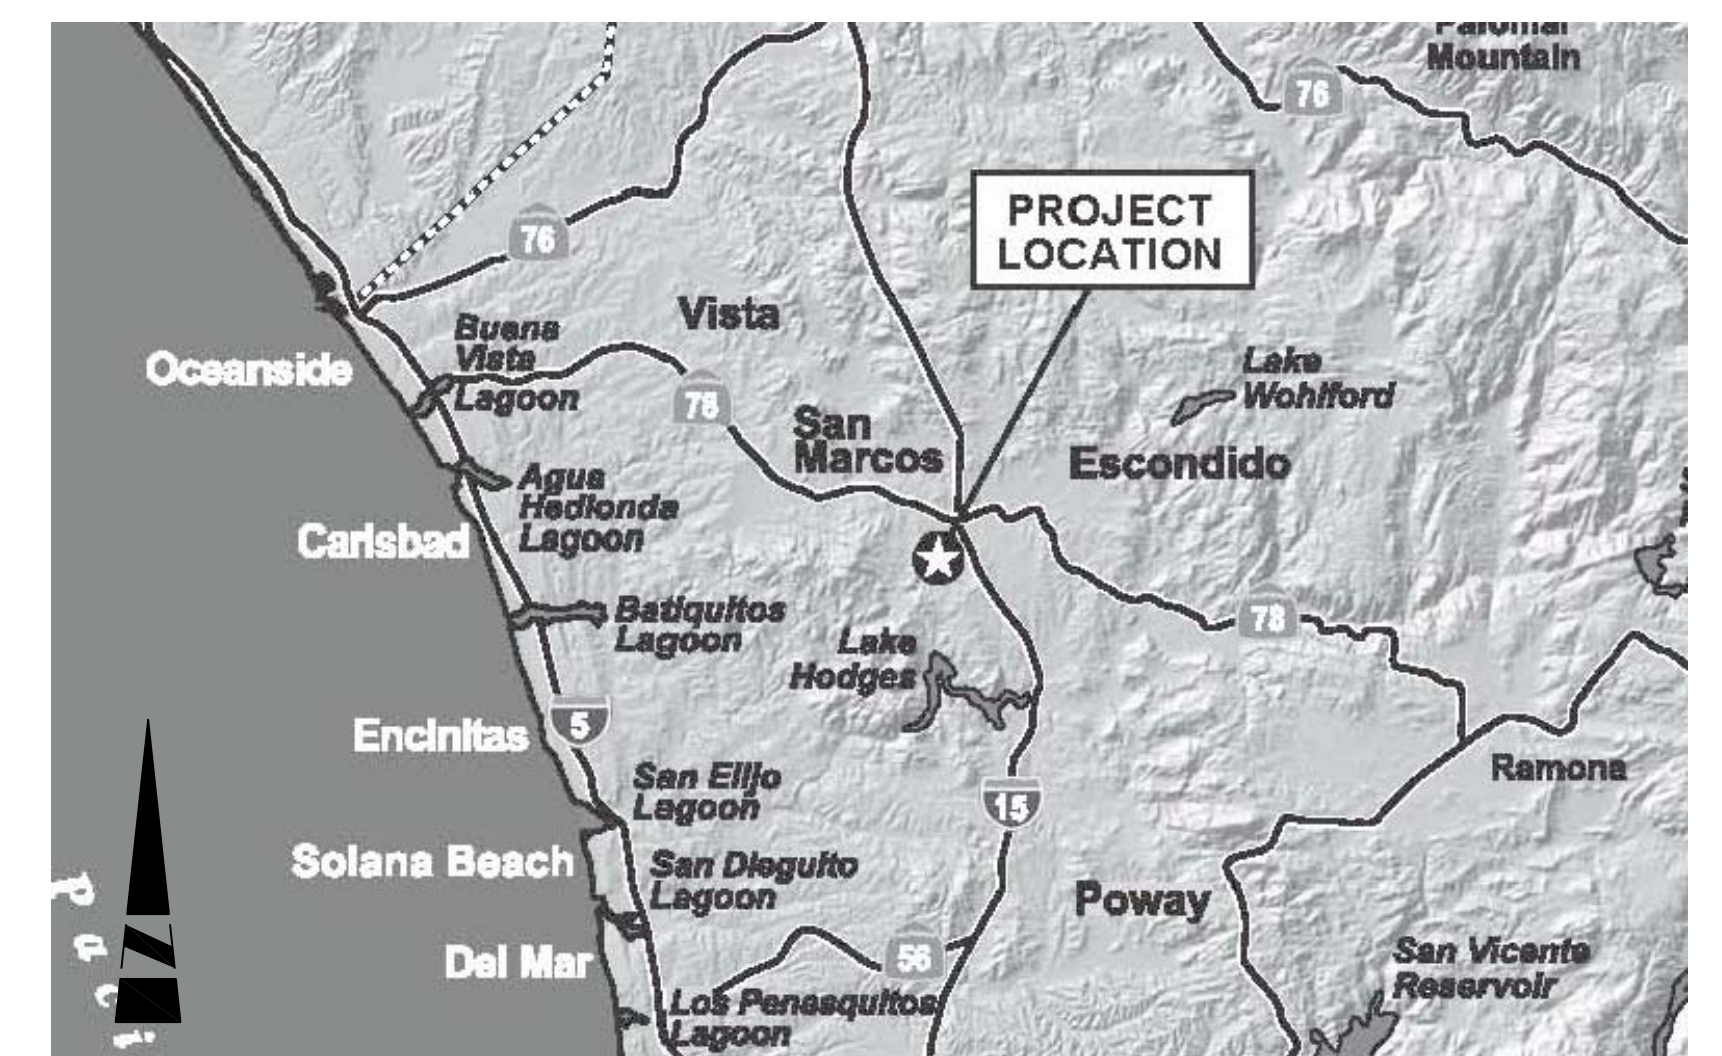 Palomar
Mountain
76
PROJECT
LOCATION
76
Vista
Buena
Vista
Lagoon
Oceanside
Lake
Wohlford
78
San
Marcos
Escondido
Agua
Hedionda
Lagoon
Carlsbad
Batiquitos
Lagoon
78
Lake
Hodges
5
Encinitas
San Elijo
Lagoon
Ramona
15
Solana Beach
San Dieguito
Lagoon
Poway
Del Mar
56
San Vicente
Reservoir
Los Penasquitos
Lagoon
N